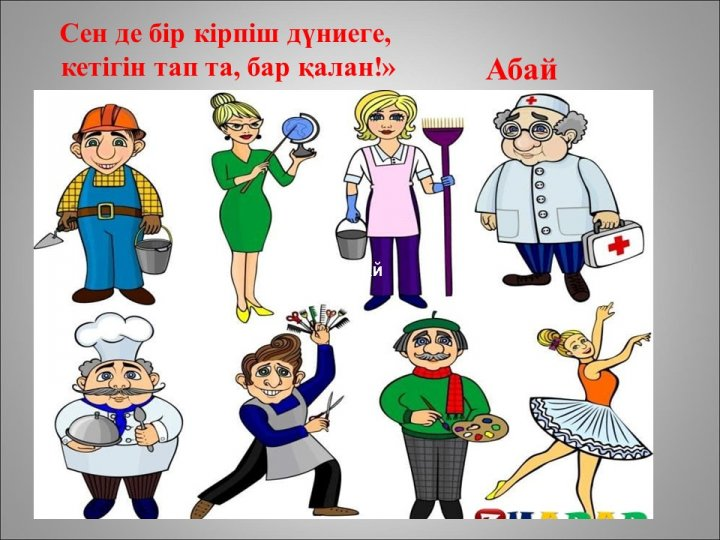 Сен де бір кірпіш дүниеге,
кетігін тап та, бар қалан!»
Абай
й